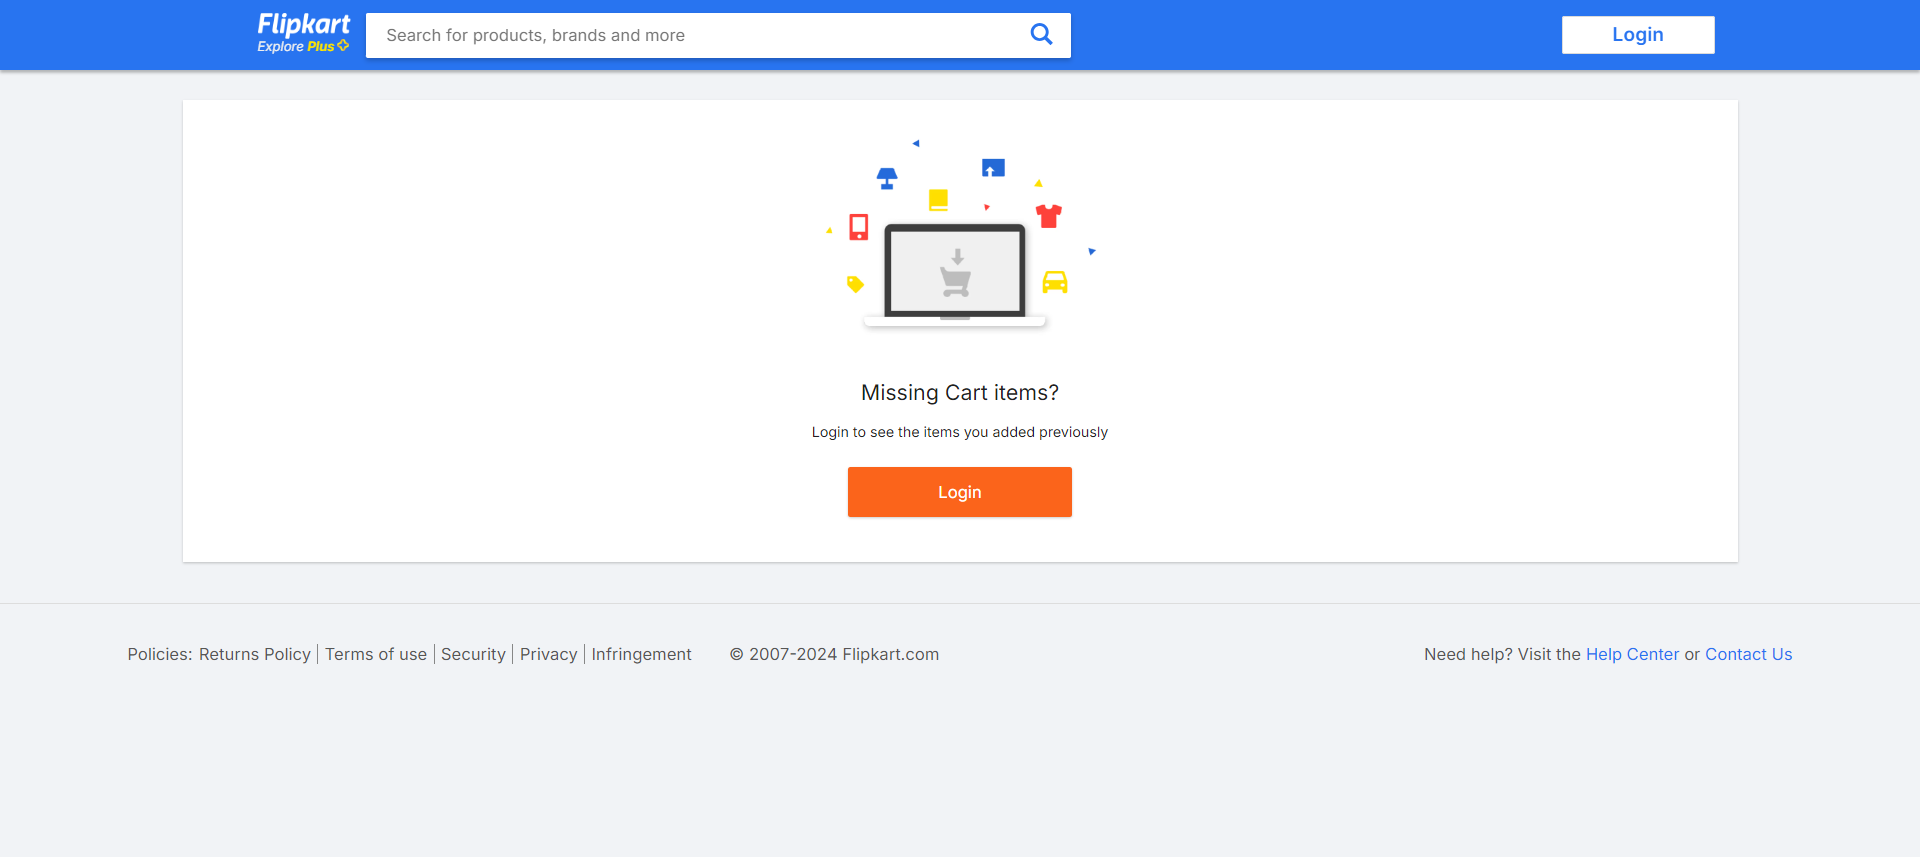 Flipkart
Explore Plus
Search for products, brands and more
Login
Missing Cart items?
Login to see the items you added previously
Login
Policies: Returns Policy | Terms of use | Security | Privacy | Infringement © 2007-2024 Flipkart.com Need help? Visit the Help Center or Contact Us